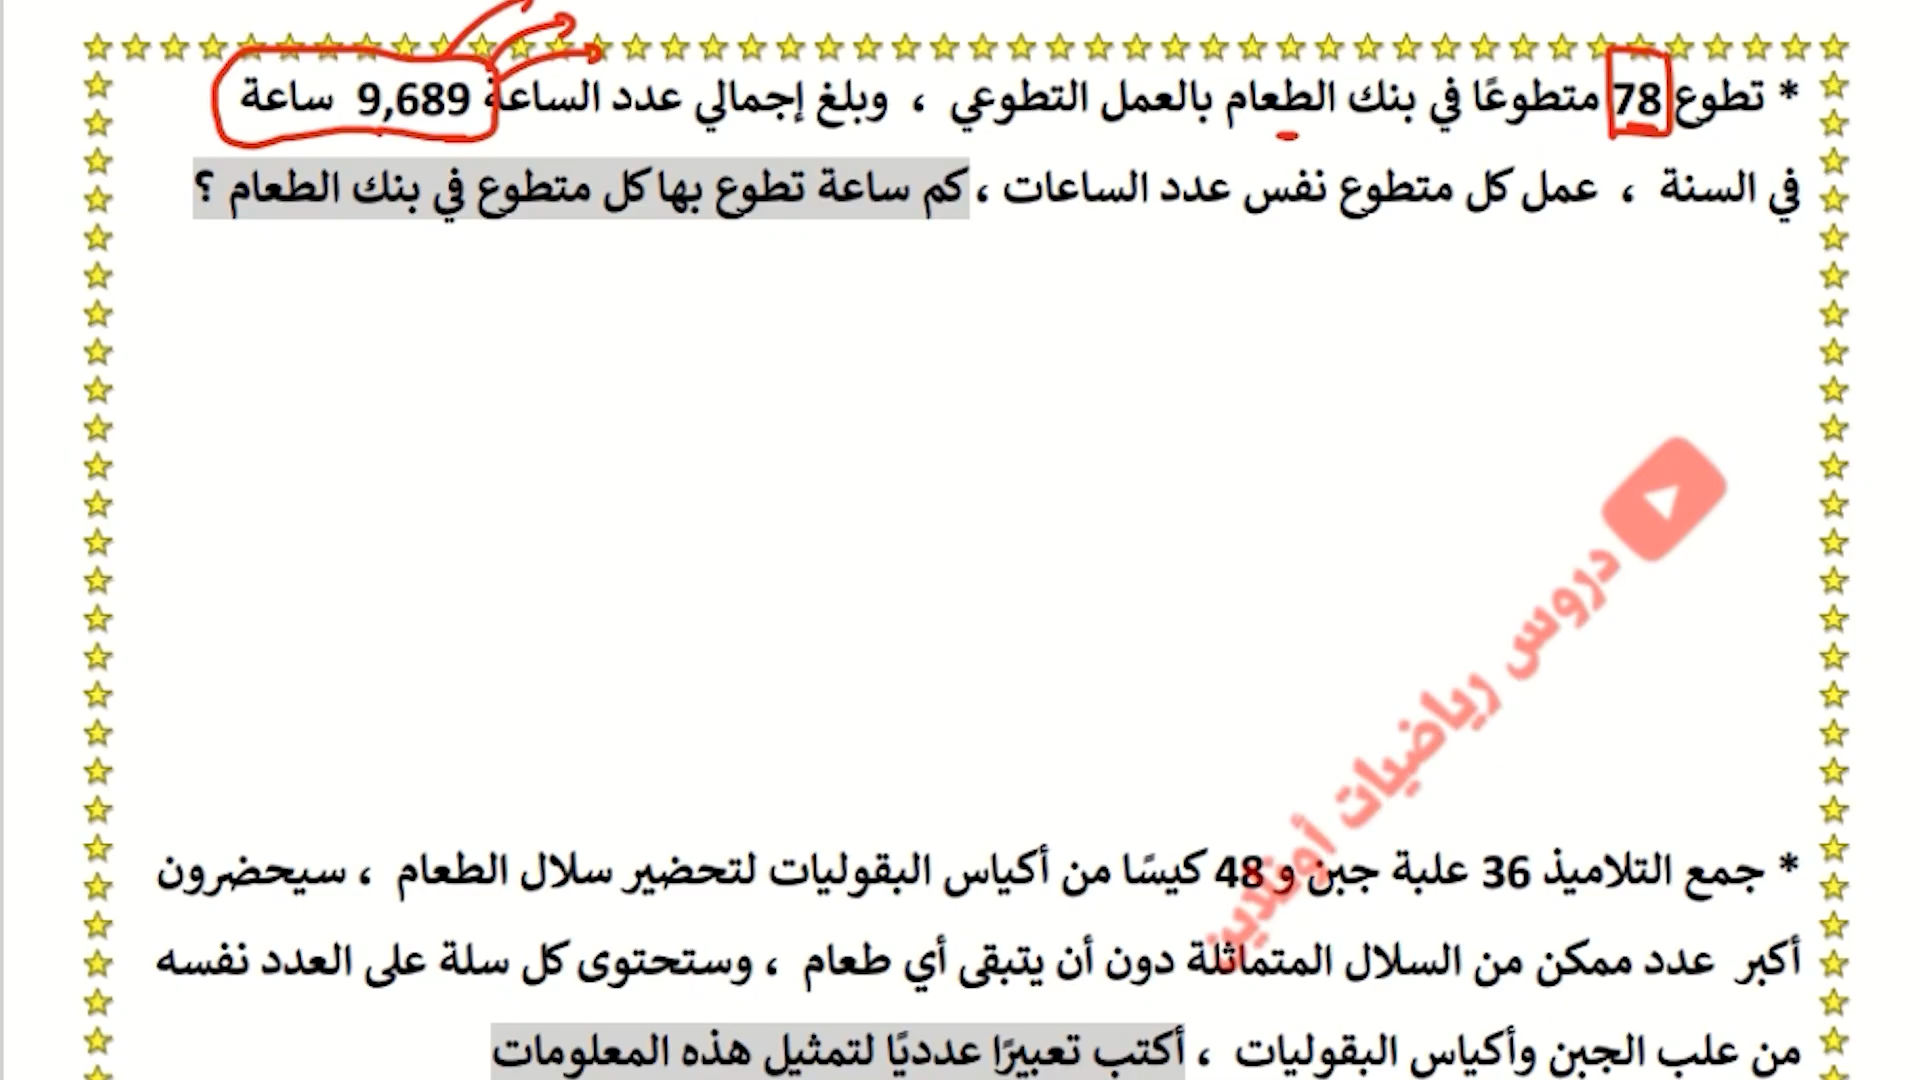 * تطوع 78 متطوعًا في بنك الطعام بالعمل التطوعي ، وبلغ إجمالي عدد الساعة 9,689 ساعة
في السنة ، عمل كل متطوع نفس عدد الساعات ، كم ساعة تطوع بها كل متطوع في بنك الطعام ؟
دروس رياضيات أونلاين
* جمع التلاميذ 36 علبة جبن و 48 كيسًا من أكياس البقوليات لتحضير سلال الطعام ، سيحضرون
أكبر عدد ممكن من السلال المتماثلة دون أن يتبقى أي طعام ، وستحتوى كل سلة على العدد نفسه
من علب الجبن وأكياس البقوليات ، أكتب تعبيرًا عدديًا لتمثيل هذه المعلومات